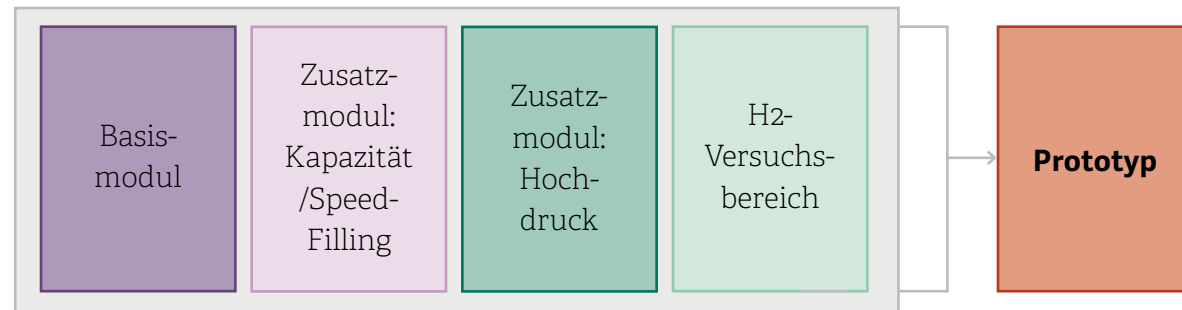 Basis-
modul
Zusatz-
modul:
Kapazität
/Speed-
Filling
Zusatz-
modul:
Hoch-
druck
H2-
Versuchs-
bereich
Prototyp